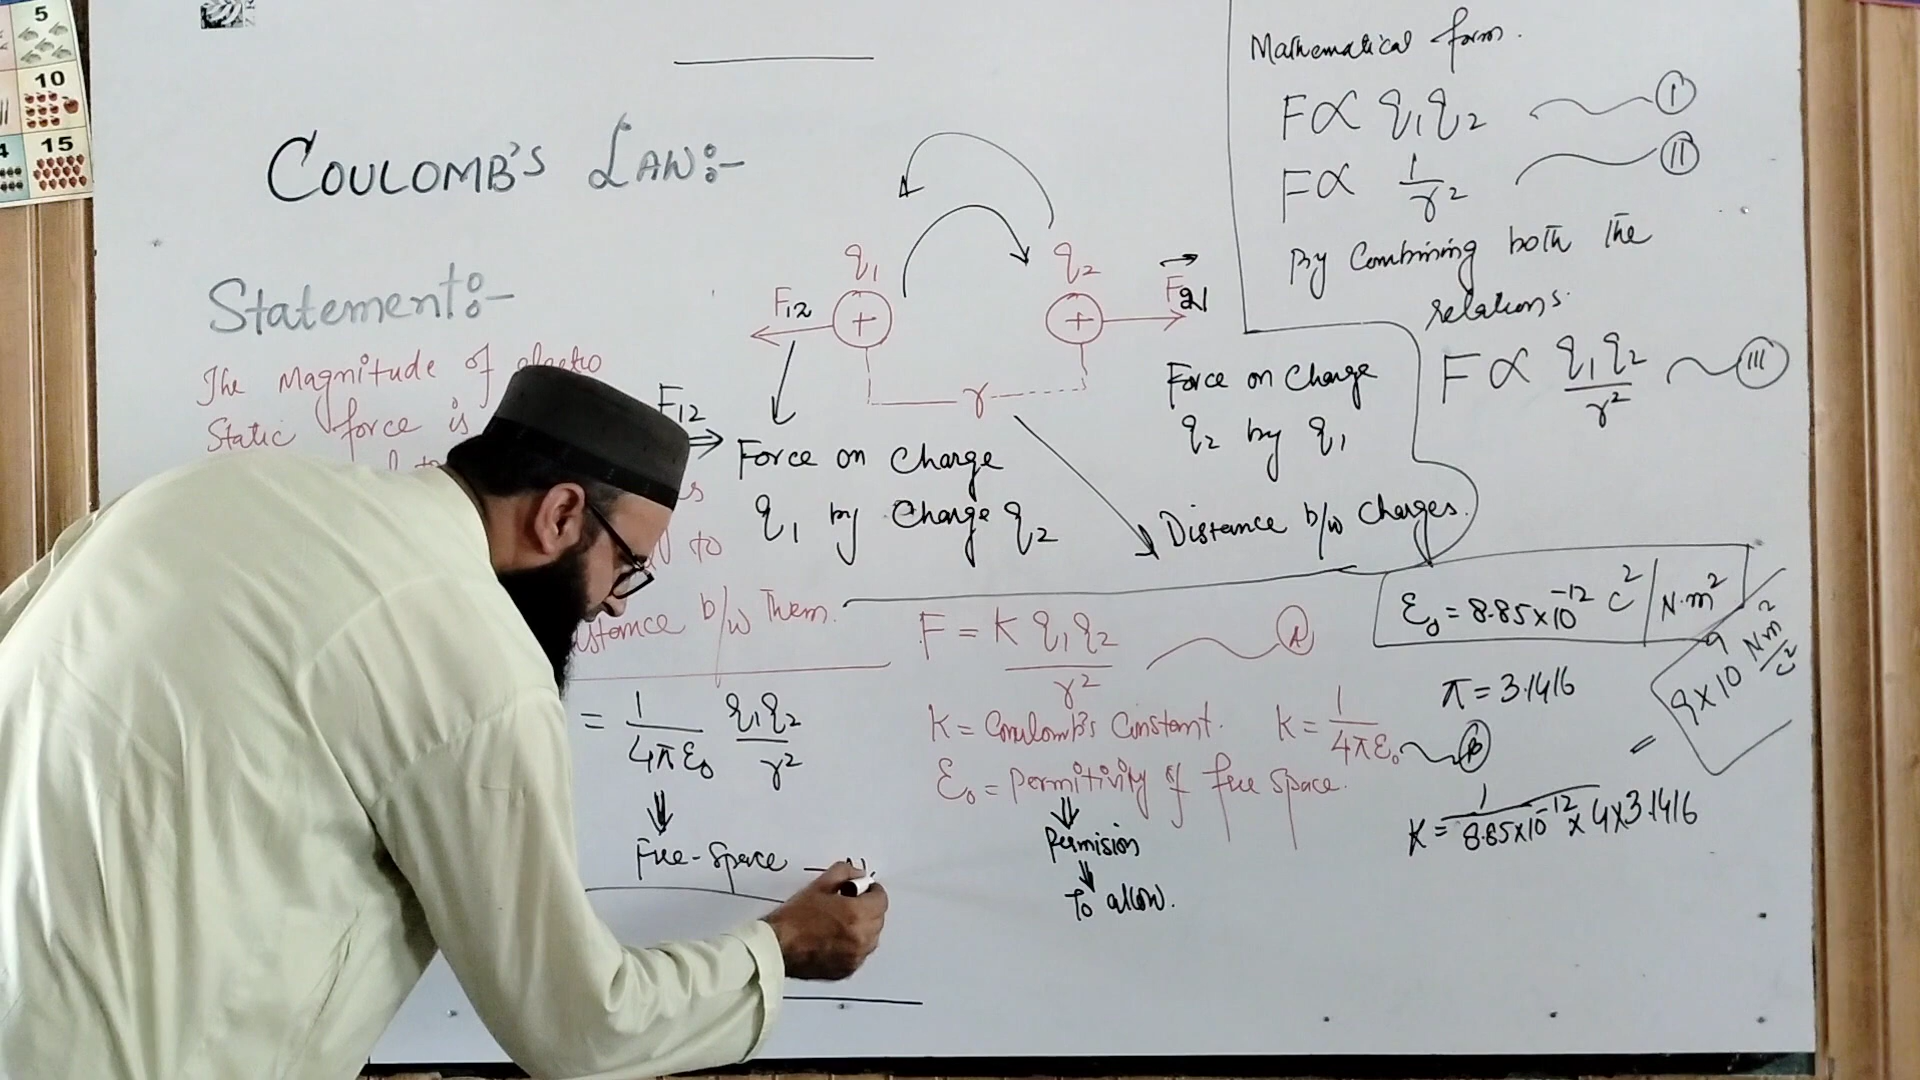 5
10
4 15
COULOMB'S LAW:-
Statement:-
The Magnitude of electro
Static force is
to
b/w Them.
q1
q2
F12
F21
+
+
r
F12 ⇒ Force on Charge
q1 by Charge q2
Force on Charge
q2 by q1
Distance b/w Charges.
Mathematical form.
F∝ q1q2 (I)
F∝ 1/r2 (II)
By Combining both the
relations.
F∝ q1q2/r2 (III)
F = K q1q2/r2 (A)
K = Coulomb's Constant. K = 1/4πε0 (B)
ε0 = Permitivity of free space.
Permision
To allow.
= 1/4πε0 q1q2/r2
Free-Space
ε0 = 8.85×10-12 C2/N.m2
π = 3.1416
K = 1/8.85×10-12×4×3.1416
= 9×109 Nm2/C2